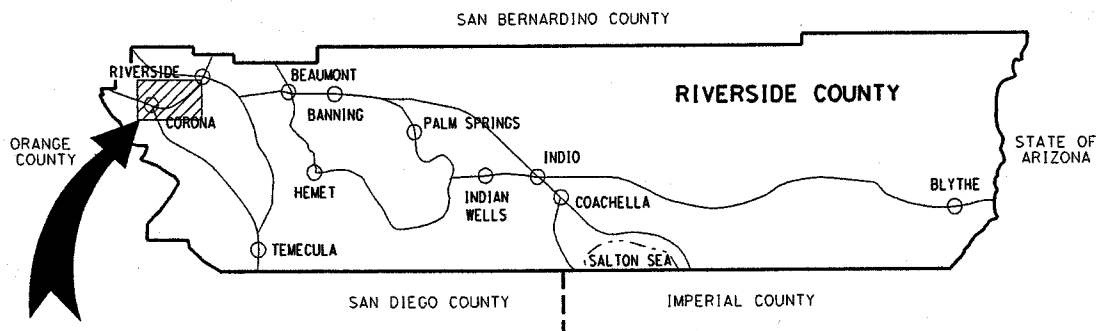 SAN BERNARDINO COUNTY
RIVERSIDE
BEAUMONT
RIVERSIDE COUNTY
BANNING
CORONA
PALM SPRINGS
ORANGE
COUNTY
STATE OF
ARIZONA
INDIO
HEMET
INDIAN
WELLS
COACHELLA
BLYTHE
TEMECULA
SALTON SEA
SAN DIEGO COUNTY
IMPERIAL COUNTY